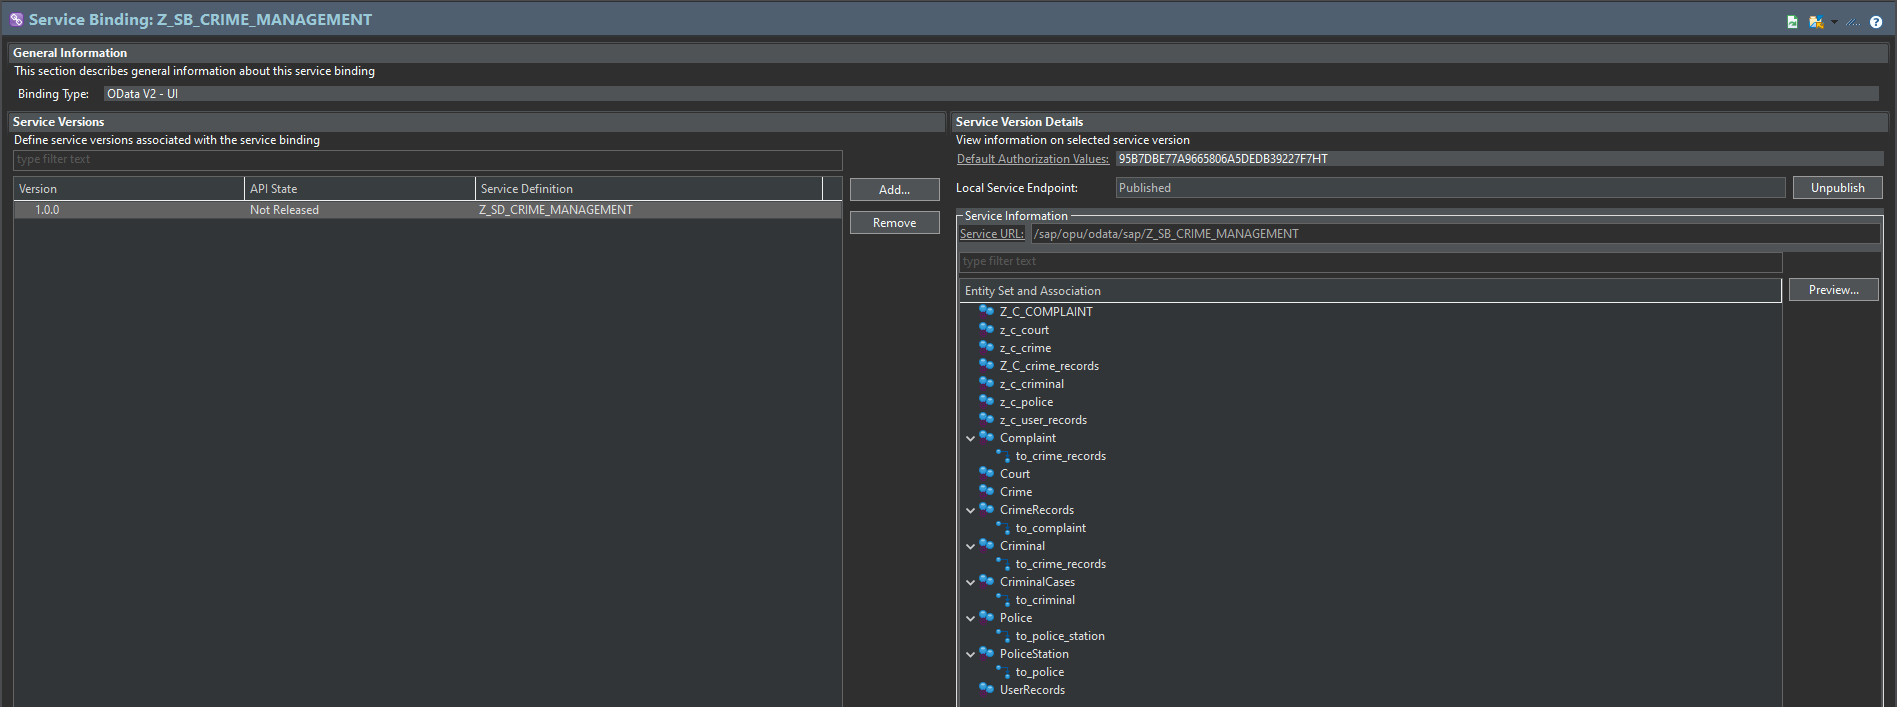 Service Binding: Z_SB_CRIME_MANAGEMENT
General Information
This section describes general information about this service binding
Binding Type: OData V2 - UI
Service Versions
Define service versions associated with the service binding
type filter text
Version API State Service Definition
1.0.0 Not Released Z_SD_CRIME_MANAGEMENT
Add...
Remove
Service Version Details
View information on selected service version
Default Authorization Values: 95B7DBE77A9665806A5DEDB39227F7HT
Local Service Endpoint: Published Unpublish
Service Information
Service URL: /sap/opu/odata/sap/Z_SB_CRIME_MANAGEMENT
type filter text
Entity Set and Association Preview...
Z_C_COMPLAINT
z_c_court
z_c_crime
Z_C_crime_records
z_c_criminal
z_c_police
z_c_user_records
Complaint
to_crime_records
Court
Crime
CrimeRecords
to_complaint
Criminal
to_crime_records
CriminalCases
to_criminal
Police
to_police_station
PoliceStation
to_police
UserRecords